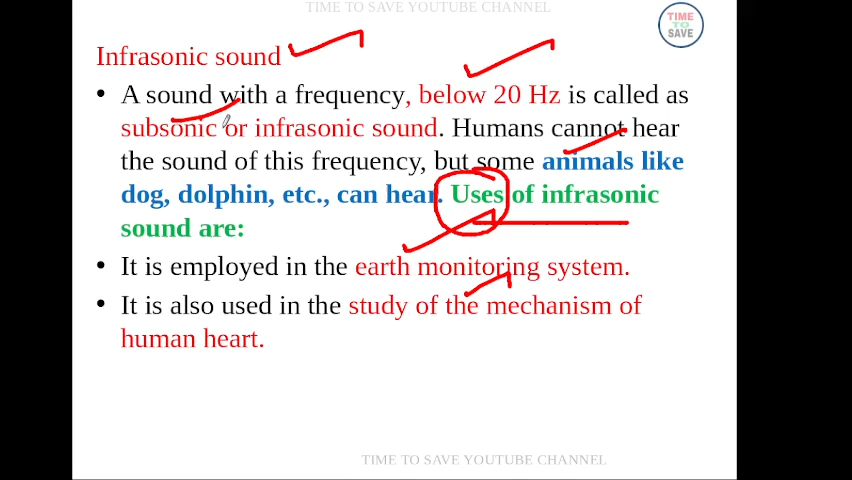 TIME TO SAVE YOUTUBE CHANNEL
TIME
TO
SAVE
Infrasonic sound
• A sound with a frequency, below 20 Hz is called as
subsonic or infrasonic sound. Humans cannot hear
the sound of this frequency, but some animals like
dog, dolphin, etc., can hear. Uses of infrasonic
sound are:
• It is employed in the earth monitoring system.
• It is also used in the study of the mechanism of
human heart.
TIME TO SAVE YOUTUBE CHANNEL